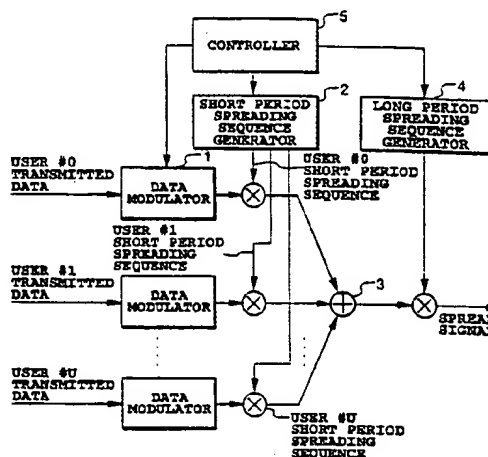 5
CONTROLLER
2
4
SHORT PERIOD
SPREADING
SEQUENCE
GENERATOR
LONG PERIOD
SPREADING
SEQUENCE
GENERATOR
USER #0
TRANSMITTED
DATA
1
DATA
MODULATOR
USER #0
SHORT PERIOD
SPREADING
SEQUENCE
USER #1
SHORT PERIOD
SPREADING
SEQUENCE
USER #1
TRANSMITTED
DATA
DATA
MODULATOR
3
SPREAD
SIGNAL
USER #U
TRANSMITTED
DATA
DATA
MODULATOR
USER #U
SHORT PERIOD
SPREADING
SEQUENCE